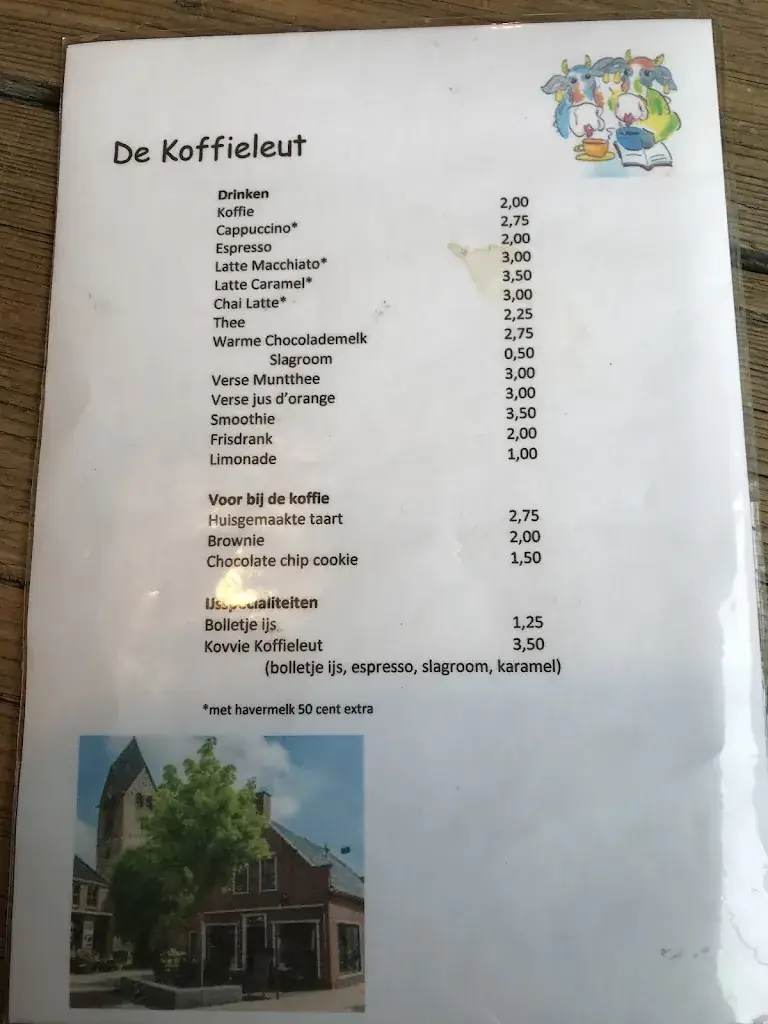 De Koffieleut
Drinken
Koffie 2,00
Cappuccino* 2,75
Espresso 2,00
Latte Macchiato* 3,00
Latte Caramel* 3,50
Chai Latte* 3,00
Thee 2,25
Warme Chocolademelk 2,75
Slagroom 0,50
Verse Muntthee 3,00
Verse jus d'orange 3,00
Smoothie 3,50
Frisdrank 2,00
Limonade 1,00
Voor bij de koffie
Huisgemaakte taart 2,75
Brownie 2,00
Chocolate chip cookie 1,50
IJsspecialiteiten
Bolletje ijs 1,25
Kovvie Koffieleut 3,50
(bolletje ijs, espresso, slagroom, karamel)
*met havermelk 50 cent extra